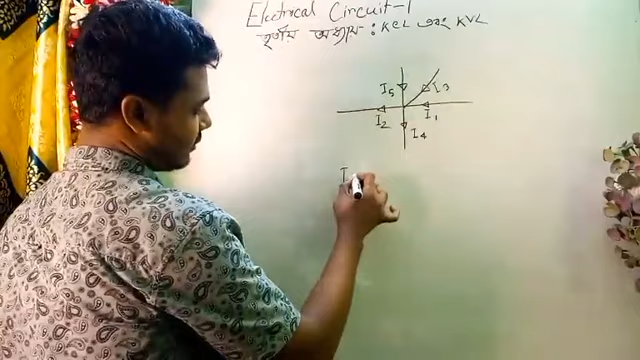 Electrical Circuit-1
তৃতীয় অধ্যায় : KCL এবং KVL
I5 I3
I2 I1
I4
I